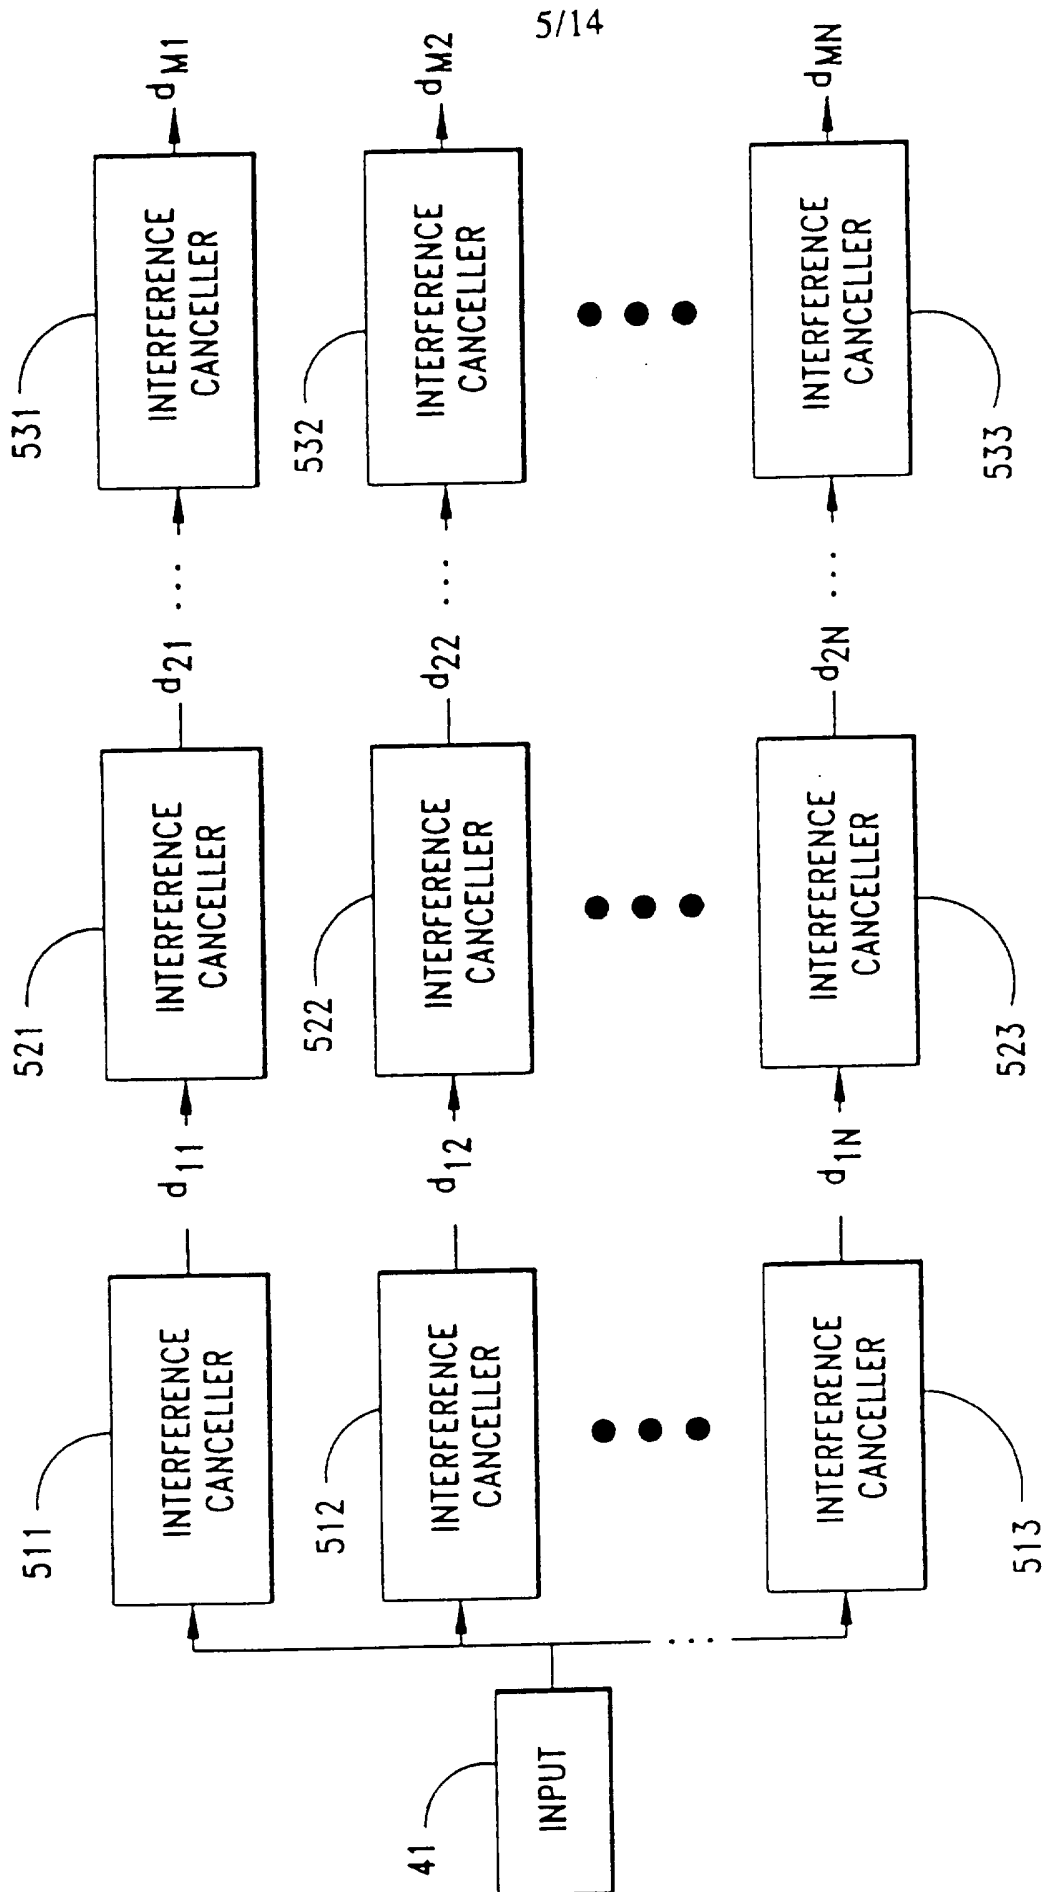 5/14
41
INPUT
511
INTERFERENCE
CANCELLER
d11
521
INTERFERENCE
CANCELLER
d21
...
531
INTERFERENCE
CANCELLER
dM1
512
INTERFERENCE
CANCELLER
d12
522
INTERFERENCE
CANCELLER
d22
...
532
INTERFERENCE
CANCELLER
dM2
...
513
INTERFERENCE
CANCELLER
d1N
523
INTERFERENCE
CANCELLER
d2N
...
533
INTERFERENCE
CANCELLER
dMN